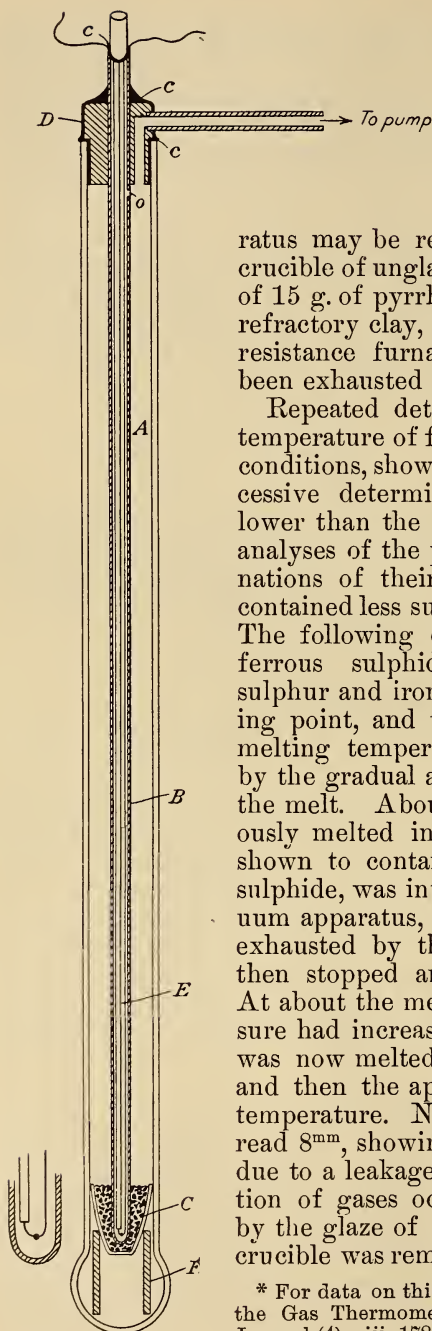 c
c
D
To pump
c
o
A
B
E
C
F
ratus may be re
crucible of ungla
of 15 g. of pyrrh
refractory clay,
resistance furna
been exhausted
Repeated det
temperature of f
conditions, show
cessive determi
lower than the
analyses of the
nations of their
contained less su
The following
ferrous sulphid
sulphur and iron
ing point, and
melting temper
by the gradual a
the melt. Abou
ously melted in
shown to contai
sulphide, was in
uum apparatus,
exhausted by th
then stopped an
At about the me
sure had increas
was now melted
and then the ap
temperature. N
read 8mm, showin
due to a leakage
tion of gases oc
by the glaze of
crucible was rem
* For data on thi
the Gas Thermome